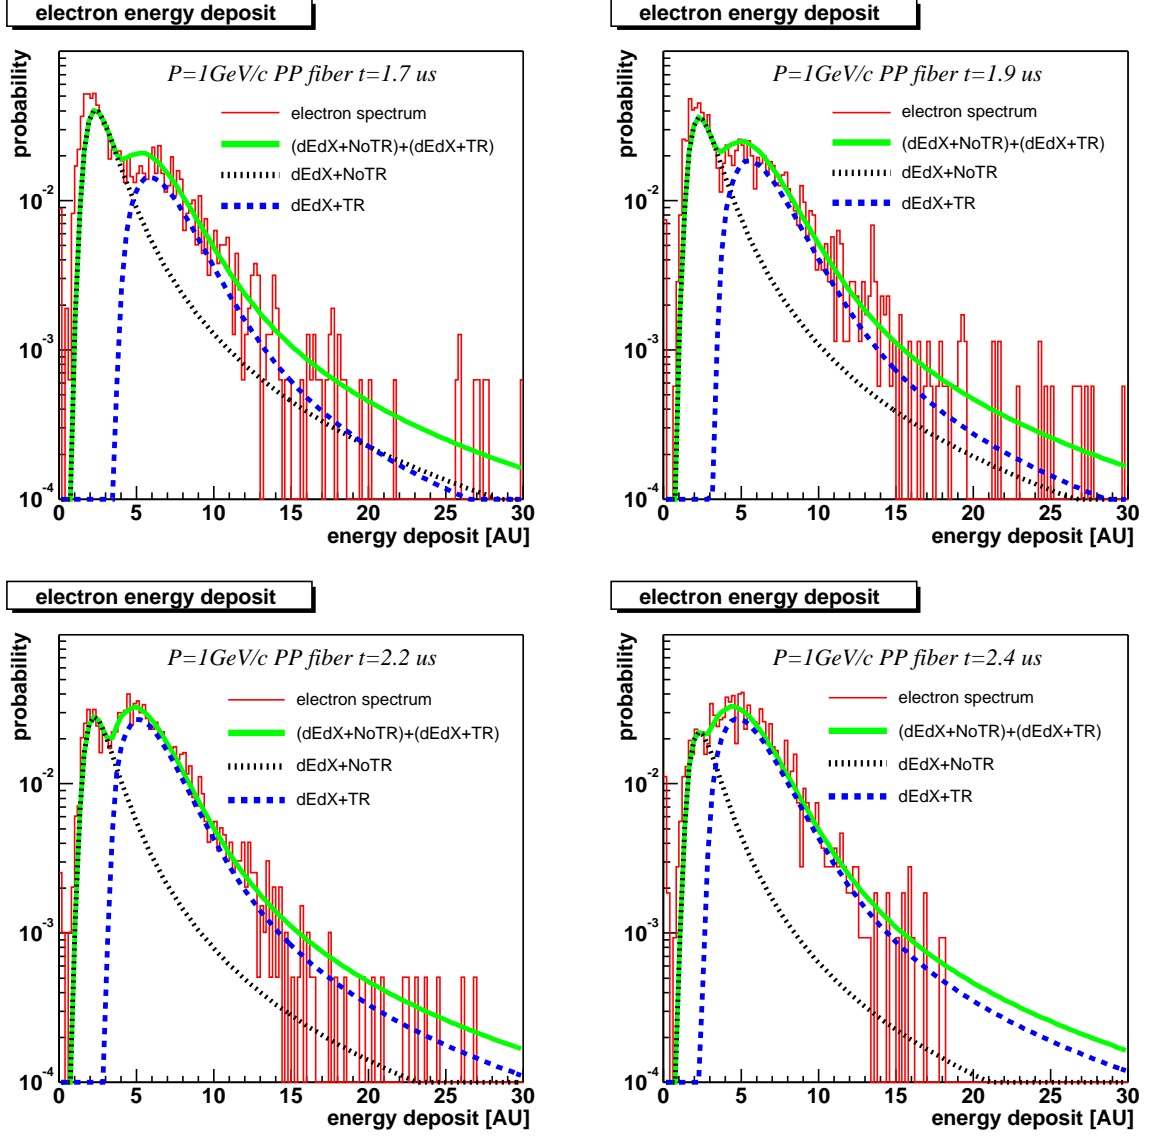 electron energy deposit
probability
P=1GeV/c PP fiber t=1.7 us
electron spectrum
(dEdX+NoTR)+(dEdX+TR)
dEdX+NoTR
dEdX+TR
10-2
10-3
10-4
0 5 10 15 20 25 30
energy deposit [AU]
electron energy deposit
probability
P=1GeV/c PP fiber t=1.9 us
electron spectrum
(dEdX+NoTR)+(dEdX+TR)
dEdX+NoTR
dEdX+TR
10-2
10-3
10-4
0 5 10 15 20 25 30
energy deposit [AU]
electron energy deposit
probability
P=1GeV/c PP fiber t=2.2 us
electron spectrum
(dEdX+NoTR)+(dEdX+TR)
dEdX+NoTR
dEdX+TR
10-2
10-3
10-4
0 5 10 15 20 25 30
energy deposit [AU]
electron energy deposit
probability
P=1GeV/c PP fiber t=2.4 us
electron spectrum
(dEdX+NoTR)+(dEdX+TR)
dEdX+NoTR
dEdX+TR
10-2
10-3
10-4
0 5 10 15 20 25 30
energy deposit [AU]